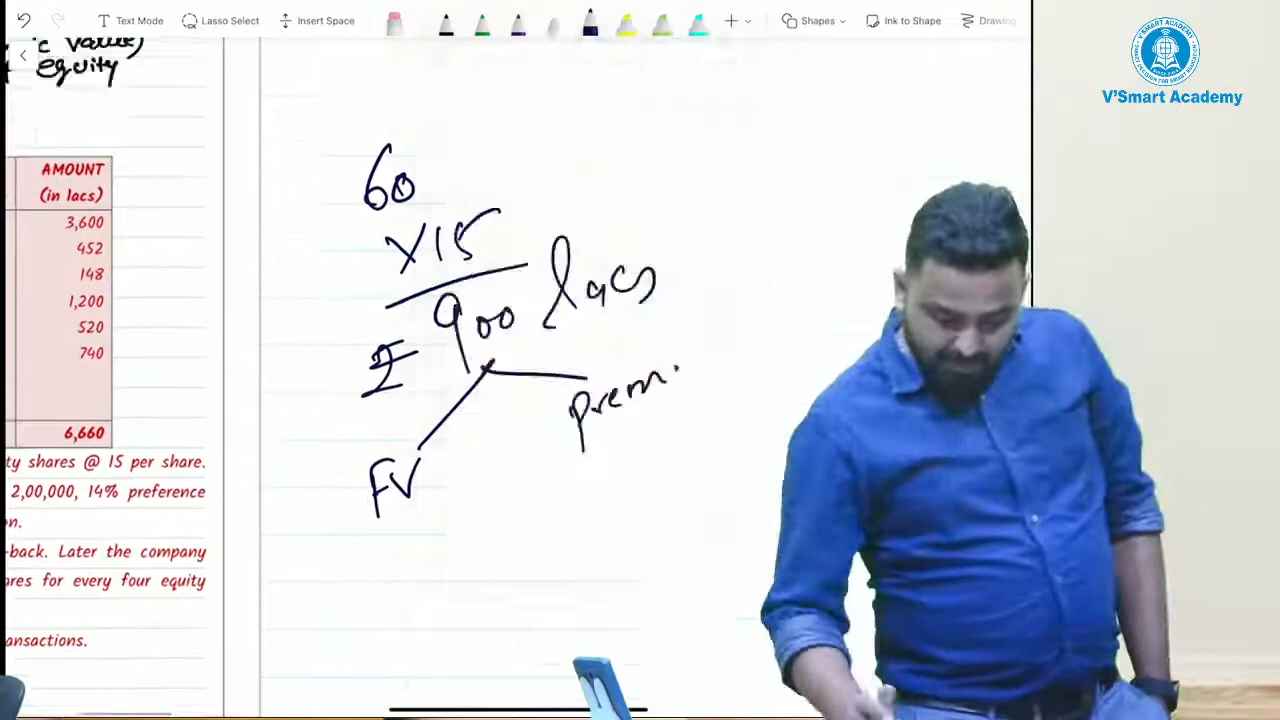 Text Mode Lasso Select Insert Space Shapes Ink to Shape Drawing
V'Smart Academy
c value)
equity
AMOUNT
(in lacs)
3,600
452
148
1,200
520
740
6,660
ty shares @ 15 per share.
2,00,000, 14% preference
on.
-back. Later the company
ares for every four equity
ansactions.
60
X15
₹ 900 lacs
FV
prem.